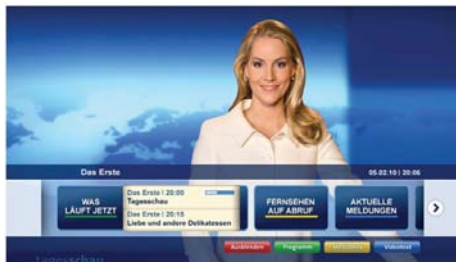 Das Erste
05.02.10 | 20:06
WAS
LÄUFT JETZT
Das Erste | 20:00
Tagesschau
Das Erste | 20:15
Liebe und andere Delikatessen
FERNSEHEN
AUF ABRUF
AKTUELLE
MELDUNGEN
Ausblenden
Programm
Mediathek
Videotext
tagesschau